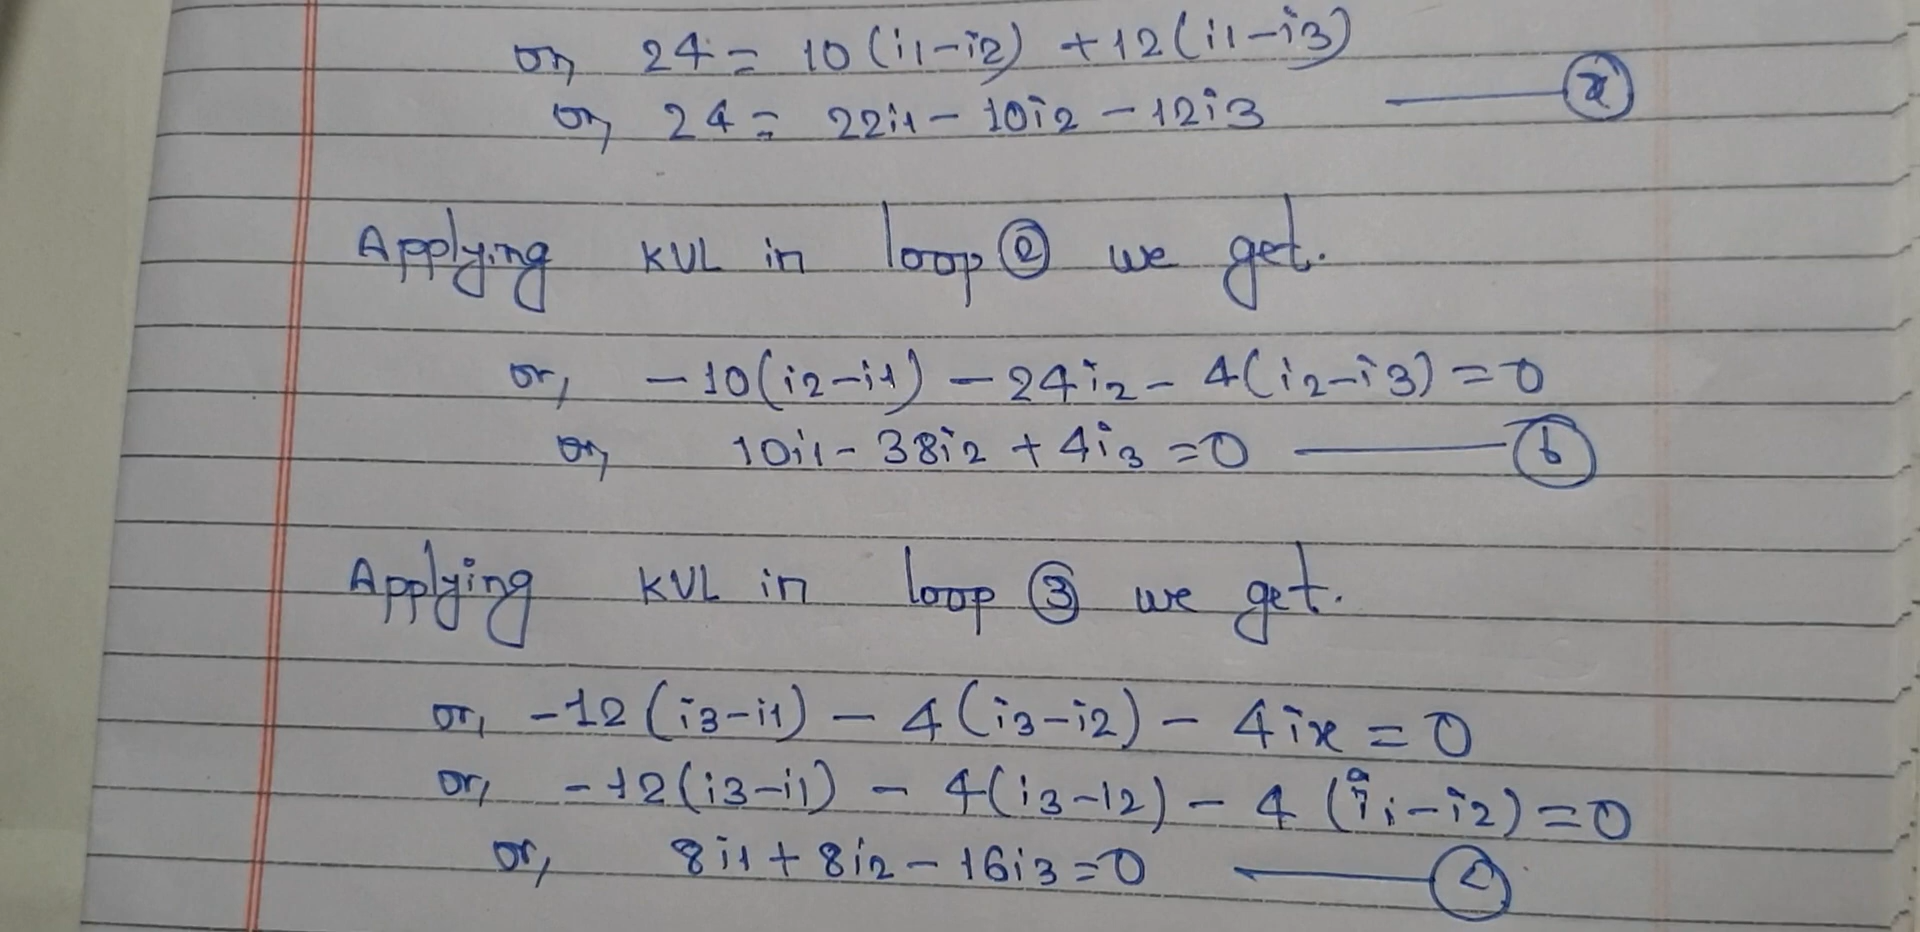 or, 24 = 10 (i1-i2) + 12 (i1-i3)
or, 24 = 22i1 - 10i2 - 12i3 a
Applying KVL in loop 2 we get.
or, -10(i2-i1) - 24i2 - 4(i2-i3) = 0
or, 10i1 - 38i2 + 4i3 = 0 b
Applying KVL in loop 3 we get.
or, -12 (i3-i1) - 4 (i3-i2) - 4ix = 0
or, -12(i3-i1) - 4(i3-12) - 4 (i1-i2) = 0
or, 8i1 + 8i2 - 16i3 = 0 c